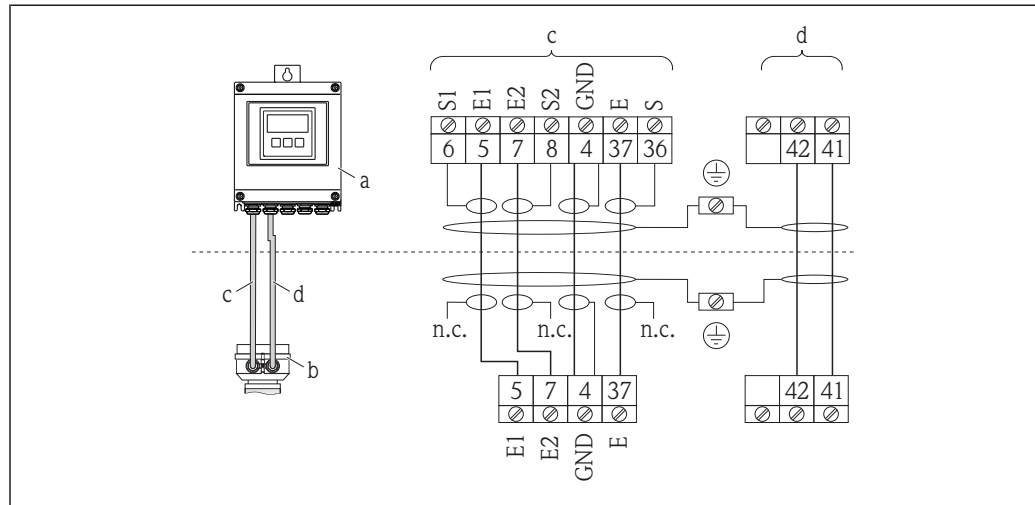 c
d
S1 E1 E2 S2 GND E S
6 5 7 8 4 37 36
42 41
a
c
d
n.c. n.c. n.c.
b
5 7 4 37
42 41
E1 E2 GND E